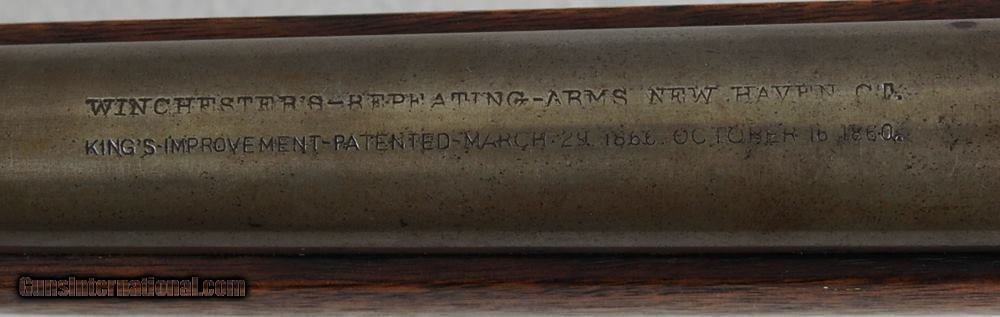 WINCHESTER'S-REPEATING-ARMS NEW HAVEN CT.
KING'S-IMPROVEMENT-PATENTED-MARCH-29. 1866. OCTOBER 16 1860.
GunsInternational.com